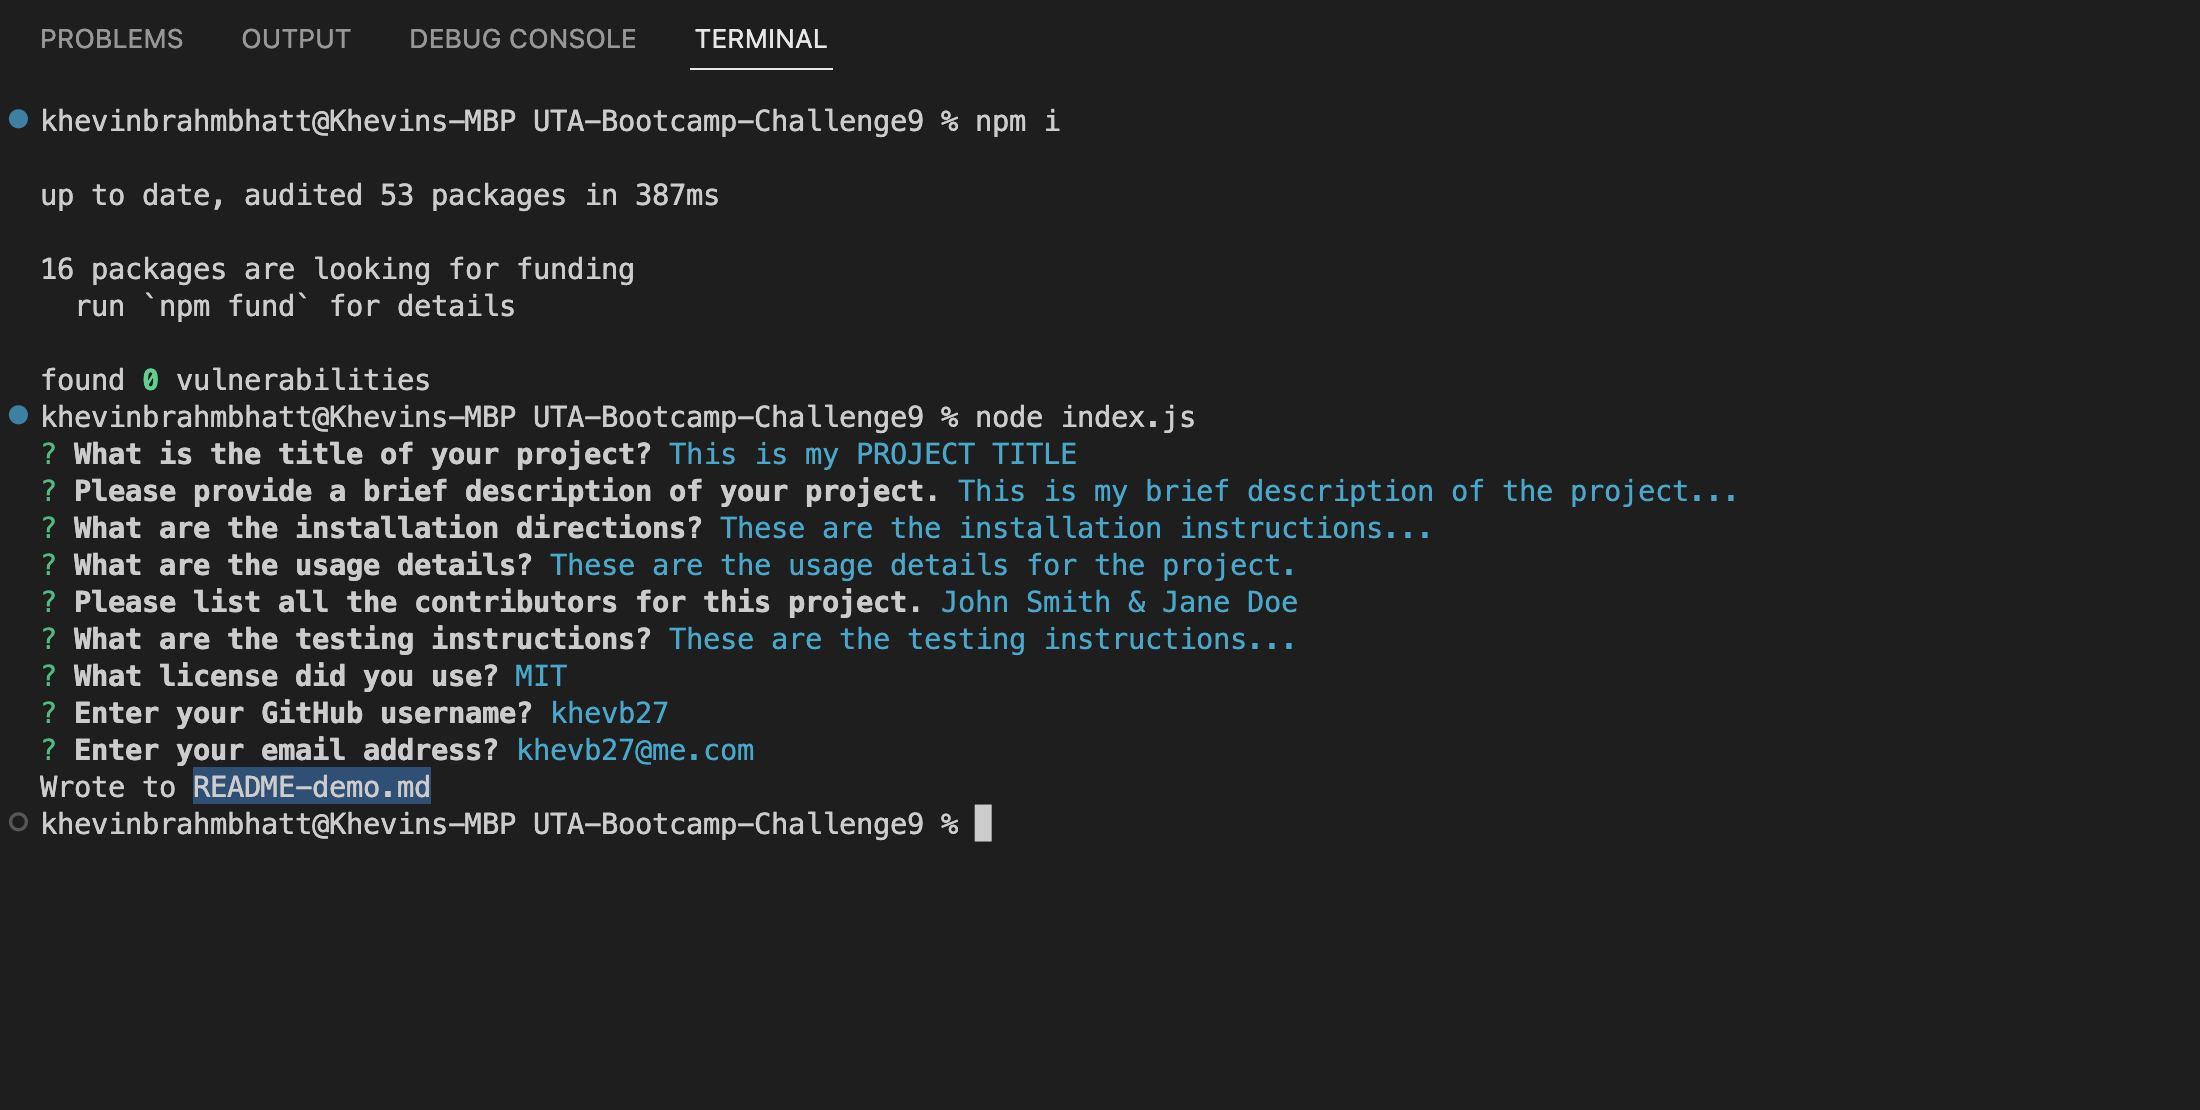 PROBLEMS OUTPUT DEBUG CONSOLE TERMINAL
khevinbrahmbhatt@Khevins-MBP UTA-Bootcamp-Challenge9 % npm i
up to date, audited 53 packages in 387ms
16 packages are looking for funding
  run `npm fund` for details
found 0 vulnerabilities
khevinbrahmbhatt@Khevins-MBP UTA-Bootcamp-Challenge9 % node index.js
? What is the title of your project? This is my PROJECT TITLE
? Please provide a brief description of your project. This is my brief description of the project...
? What are the installation directions? These are the installation instructions...
? What are the usage details? These are the usage details for the project.
? Please list all the contributors for this project. John Smith & Jane Doe
? What are the testing instructions? These are the testing instructions...
? What license did you use? MIT
? Enter your GitHub username? khevb27
? Enter your email address? khevb27@me.com
Wrote to README-demo.md
khevinbrahmbhatt@Khevins-MBP UTA-Bootcamp-Challenge9 %